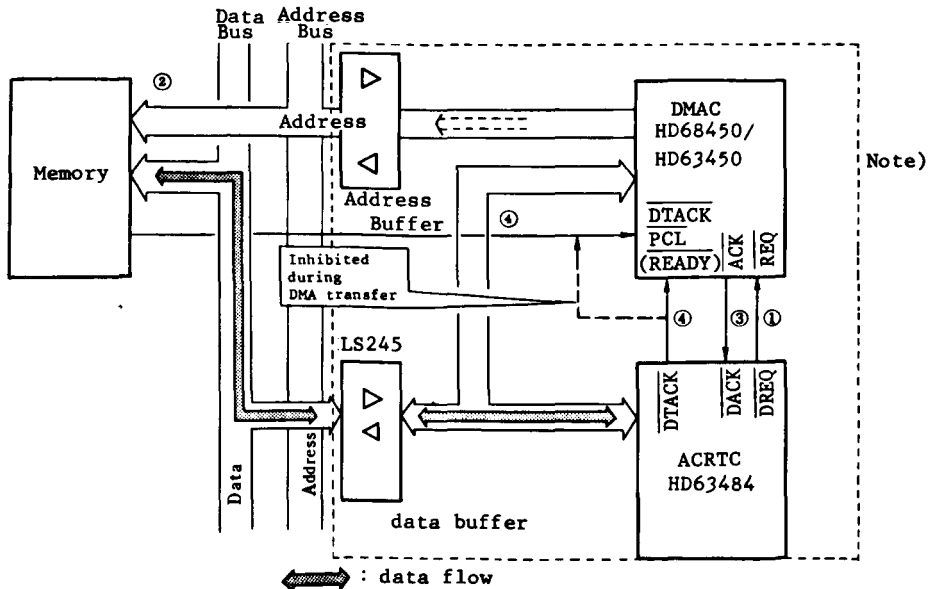 Data
Bus
Address
Bus
②
DMAC
HD68450/
HD63450
Note)
Memory
Address
Address
Buffer
④
DTACK
PCL
(READY)
ACK
REQ
Inhibited
during
DMA transfer
④
③
①
LS245
DTACK
DACK
DREQ
ACRTC
HD63484
Data
Address
data buffer
: data flow